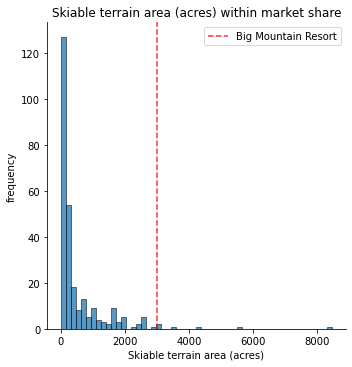 Skiable terrain area (acres) within market share
Big Mountain Resort
frequency
120
100
80
60
40
20
0
0 2000 4000 6000 8000
Skiable terrain area (acres)